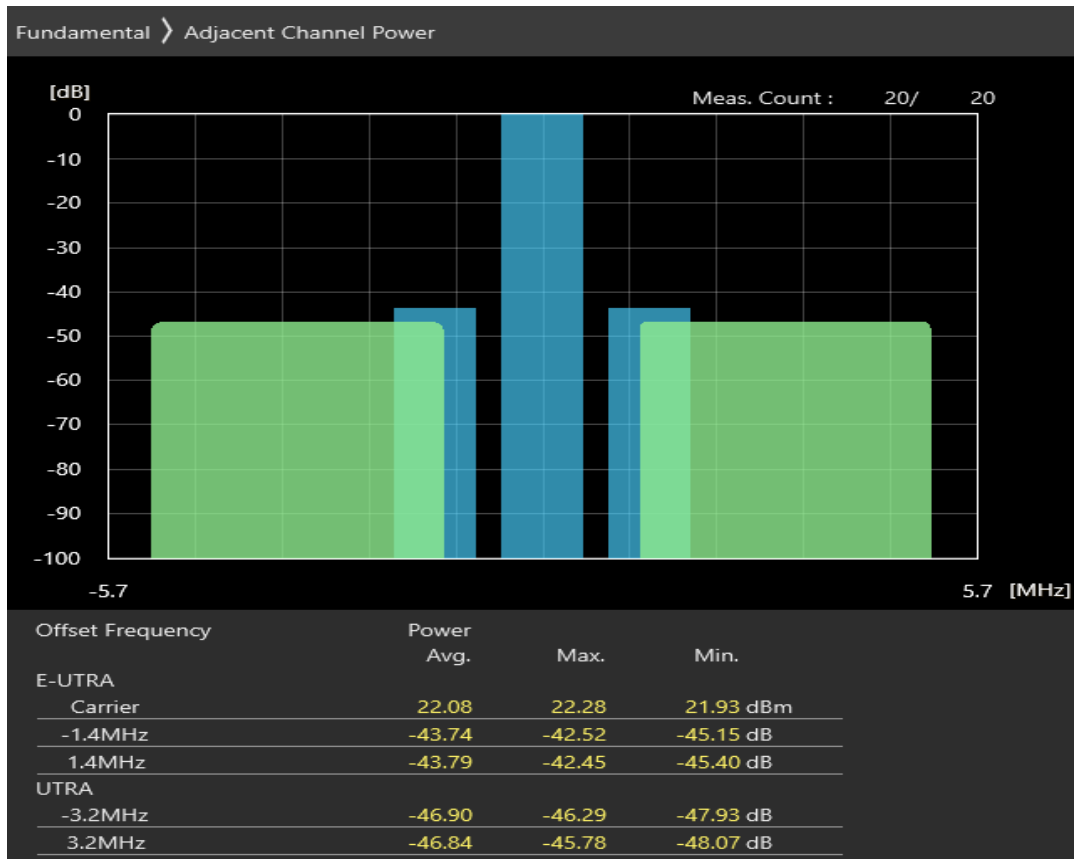 Fundamental 〉 Adjacent Channel Power
[dB]
Meas. Count : 20/ 20
0
-10
-20
-30
-40
-50
-60
-70
-80
-90
-100
-5.7 5.7 [MHz]
Offset Frequency Power
Avg. Max. Min.
E-UTRA
Carrier 22.08 22.28 21.93 dBm
-1.4MHz -43.74 -42.52 -45.15 dB
1.4MHz -43.79 -42.45 -45.40 dB
UTRA
-3.2MHz -46.90 -46.29 -47.93 dB
3.2MHz -46.84 -45.78 -48.07 dB